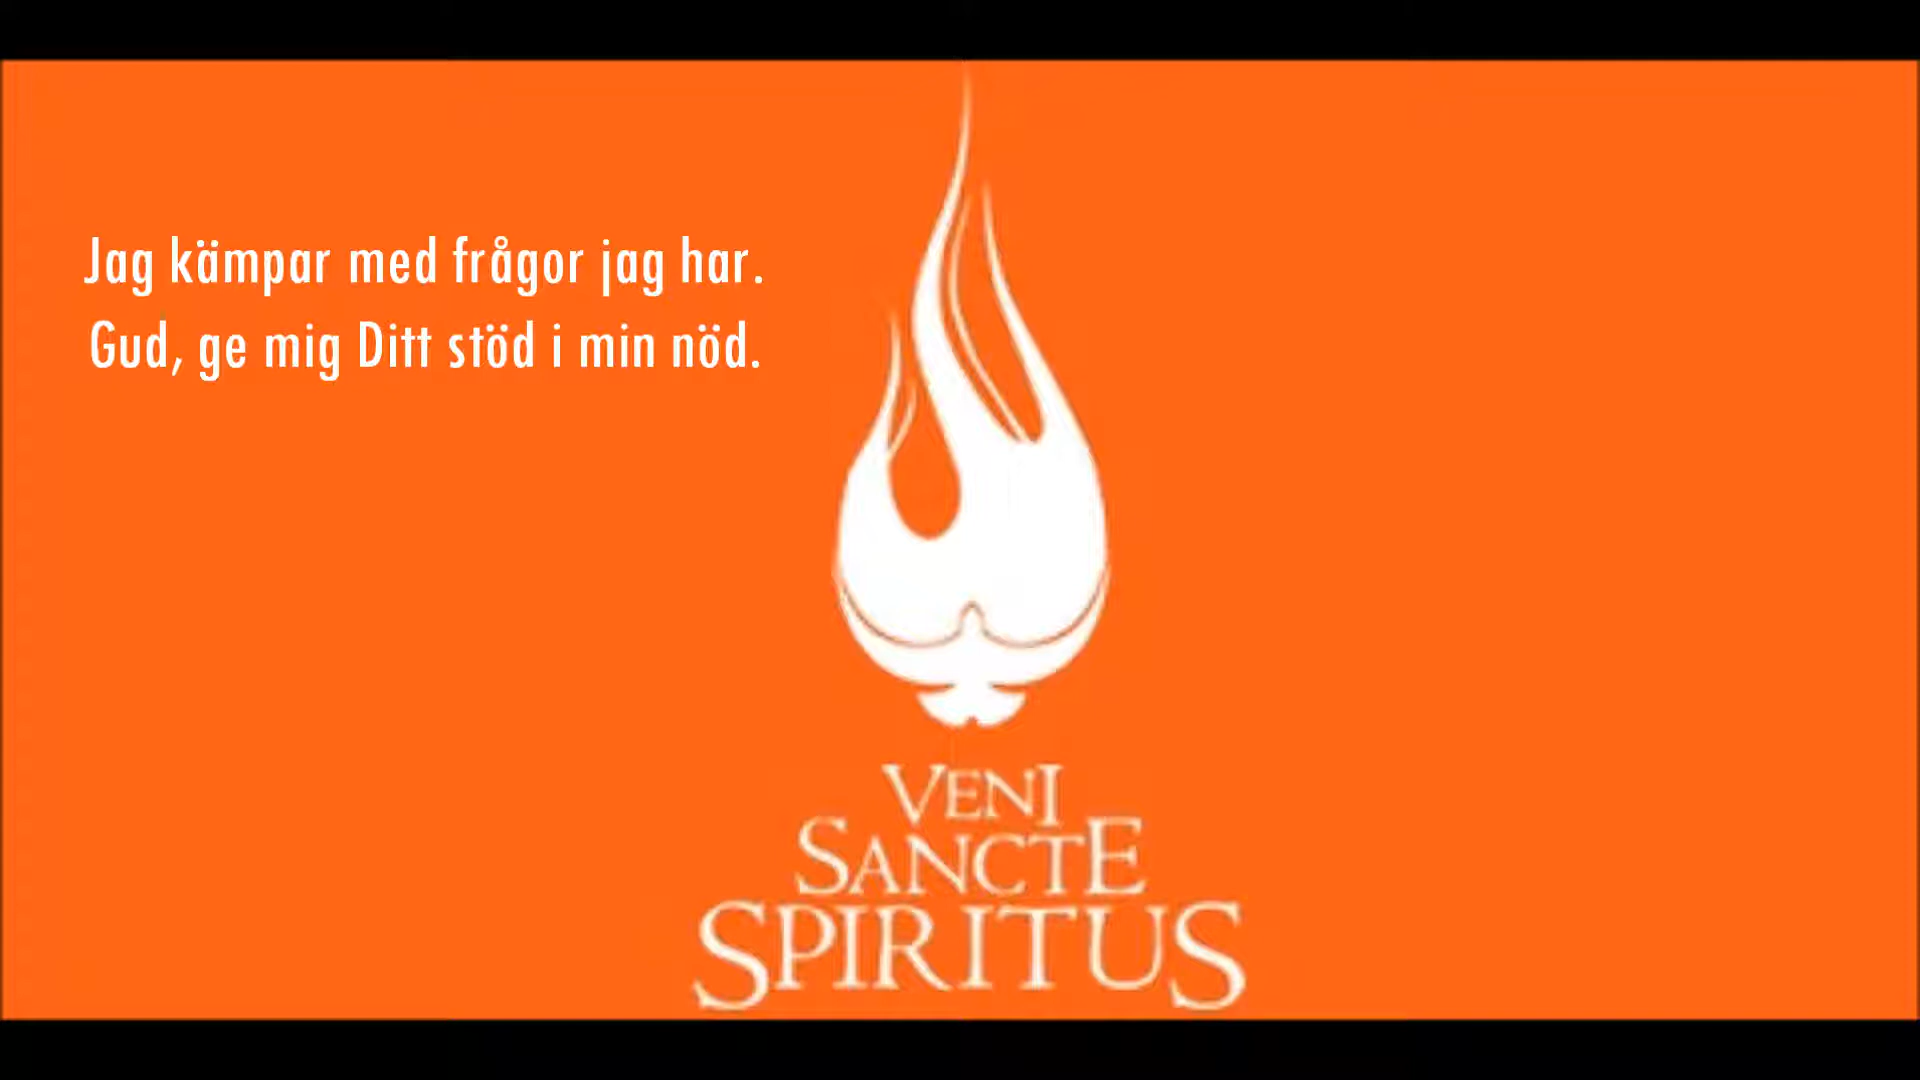 Jag kämpar med frågor jag har.
Gud, ge mig Ditt stöd i min nöd.
VENI
SANCTE
SPIRITUS